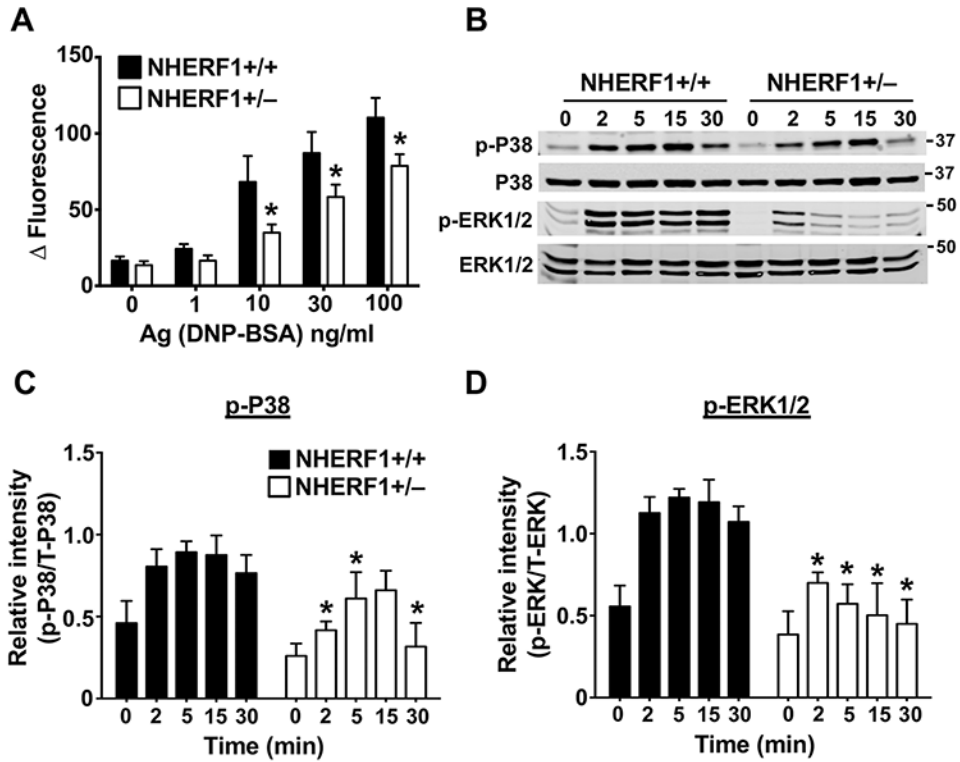 A
150
100
50
0
Δ Fluorescence
NHERF1+/+
NHERF1+/–
* * *
0 1 10 30 100
Ag (DNP-BSA) ng/ml
B
NHERF1+/+ NHERF1+/–
0 2 5 15 30 0 2 5 15 30
p-P38 37
P38 37
p-ERK1/2 50
ERK1/2 50
C
p-P38
1.5
1.0
0.5
0
Relative intensity
(p-P38/T-P38)
NHERF1+/+
NHERF1+/–
* * *
0 2 5 15 30 0 2 5 15 30
Time (min)
D
p-ERK1/2
1.5
1.0
0.5
0
Relative intensity
(p-ERK/T-ERK)
* * * *
0 2 5 15 30 0 2 5 15 30
Time (min)